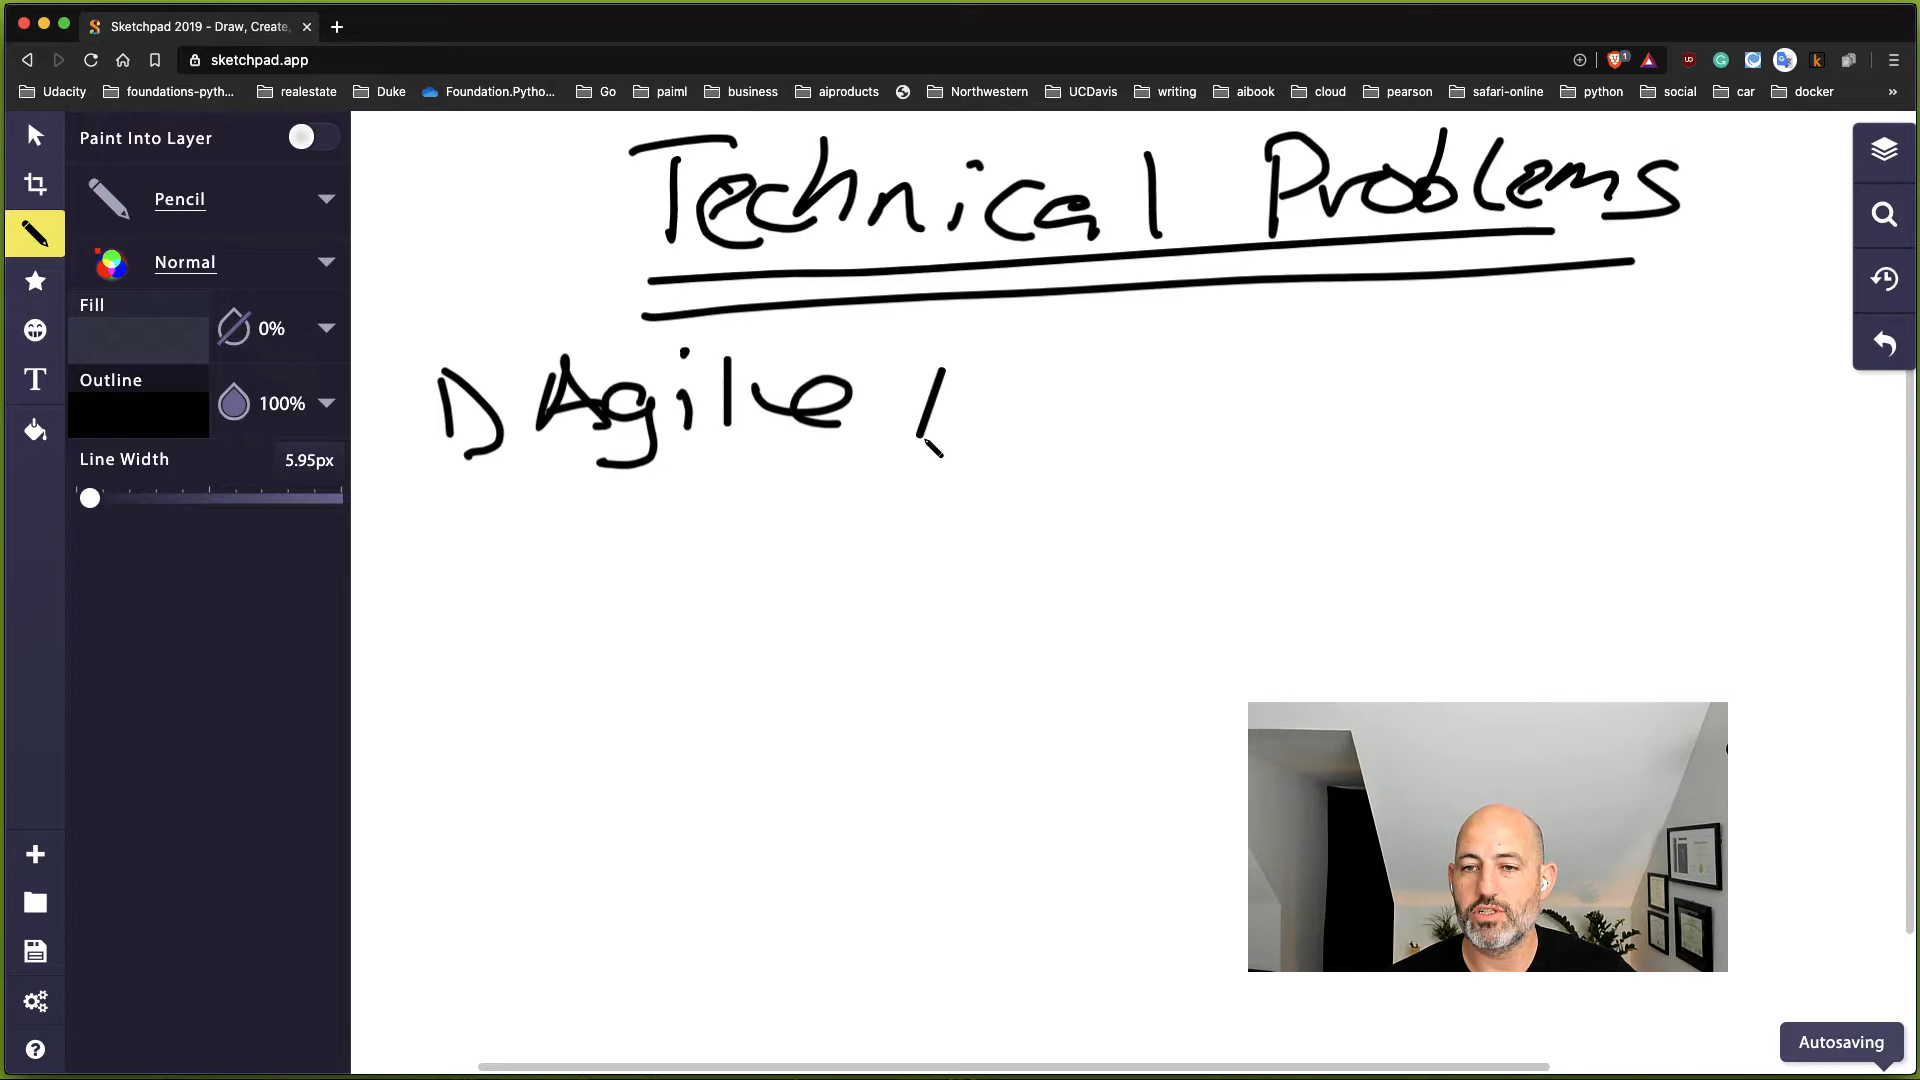 Sketchpad 2019 - Draw, Create,
sketchpad.app
1
Udacity foundations-pyth... realestate Duke Foundation.Pytho... Go paiml business aiproducts Northwestern UCDavis writing aibook cloud pearson safari-online python social car docker »
Paint Into Layer
Pencil
Normal
Fill
0%
Outline
100%
Line Width 5.95px
Technical Problems
1) Agile /
Autosaving